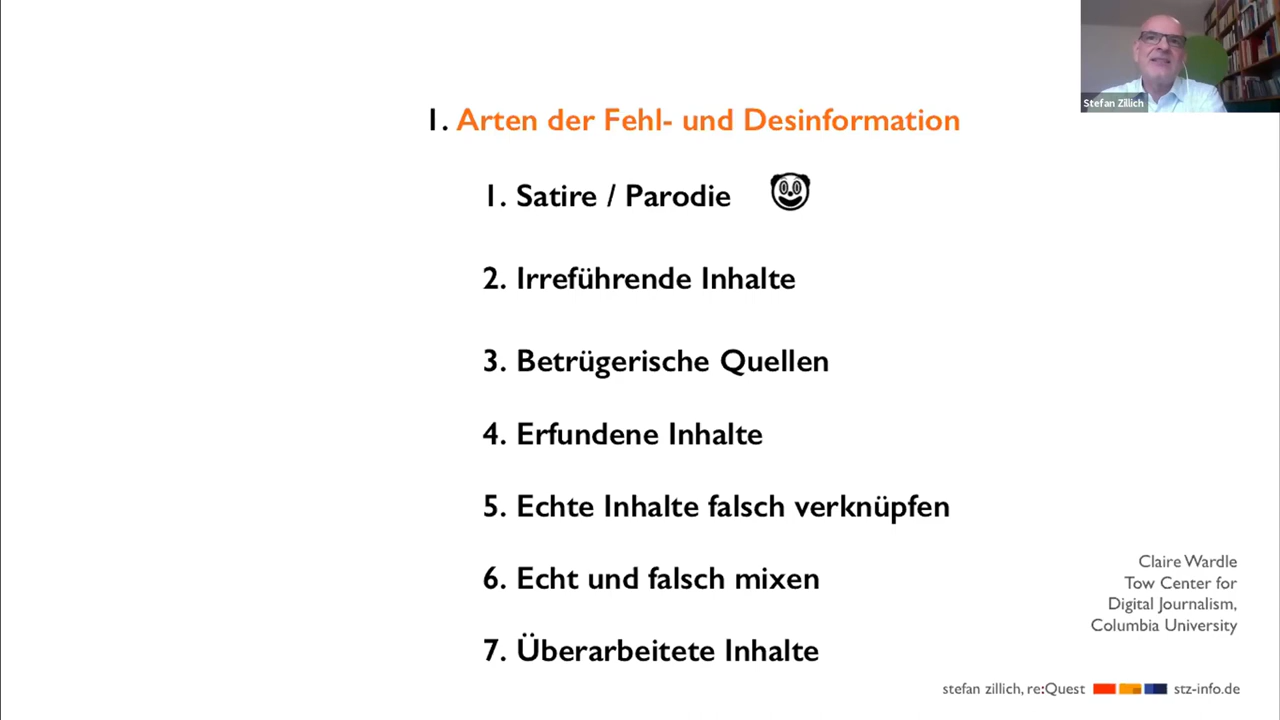 Stefan Zillich
1. Arten der Fehl- und Desinformation
1. Satire / Parodie
2. Irreführende Inhalte
3. Betrügerische Quellen
4. Erfundene Inhalte
5. Echte Inhalte falsch verknüpfen
6. Echt und falsch mixen
7. Überarbeitete Inhalte
Claire Wardle
Tow Center for
Digital Journalism,
Columbia University
stefan zillich, re:Quest stz-info.de